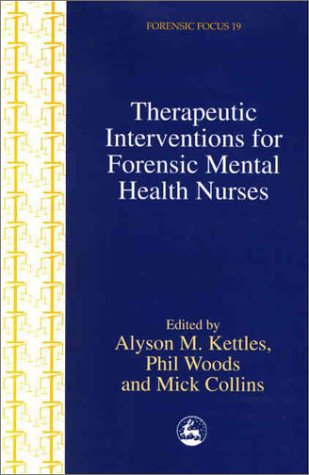 FORENSIC FOCUS 19
Therapeutic
Interventions for
Forensic Mental
Health Nurses
Edited by
Alyson M. Kettles,
Phil Woods
and Mick Collins